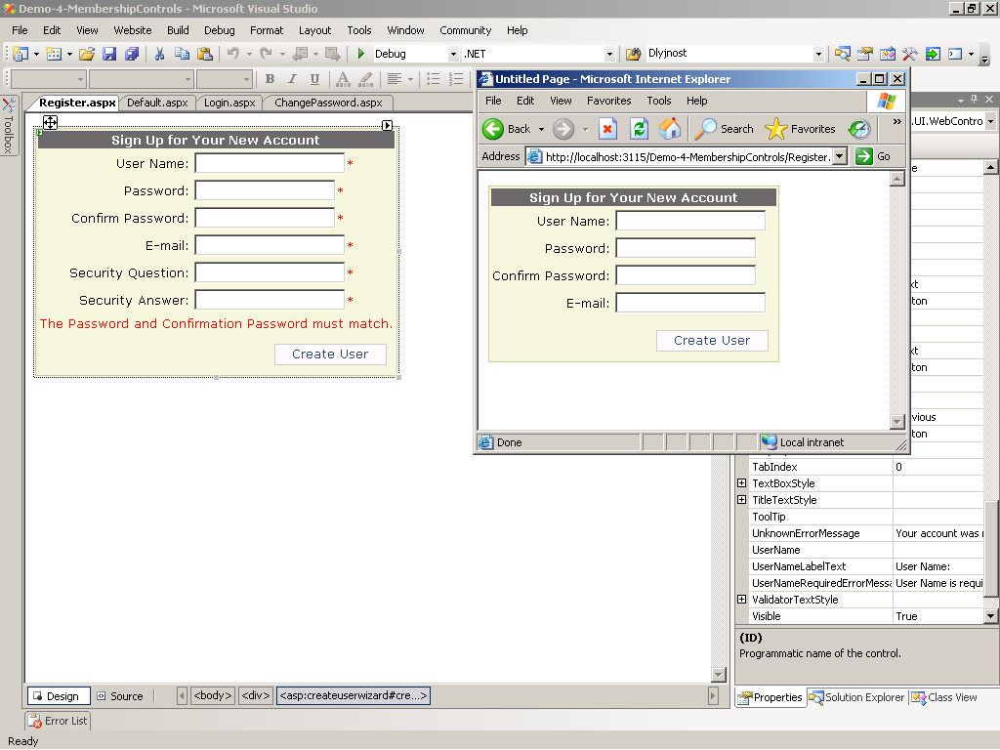 Demo-4-MembershipControls - Microsoft Visual Studio
File Edit View Website Build Debug Format Layout Tools Window Community Help
Debug .NET Dlyjnost
B I U A
Register.aspx Default.aspx Login.aspx ChangePassword.aspx
Toolbox
Sign Up for Your New Account
User Name: *
Password: *
Confirm Password: *
E-mail: *
Security Question: *
Security Answer: *
The Password and Confirmation Password must match.
Create User
Untitled Page - Microsoft Internet Explorer
File Edit View Favorites Tools Help
Back Search Favorites »
Address http://localhost:3115/Demo-4-MembershipControls/Register. Go
Sign Up for Your New Account
User Name:
Password:
Confirm Password:
E-mail:
Create User
Done Local intranet
.UI.WebContro
ton
ton
vious
ton
TabIndex 0
TextBoxStyle
TitleTextStyle
ToolTip
UnknownErrorMessage Your account was
UserName
UserNameLabelText User Name:
UserNameRequiredErrorMessa User Name is requi
ValidatorTextStyle
Visible True
(ID)
Programmatic name of the control.
Design Source <body> <div> <asp:createuserwizard#cre...>
Properties Solution Explorer Class View
Error List
Ready